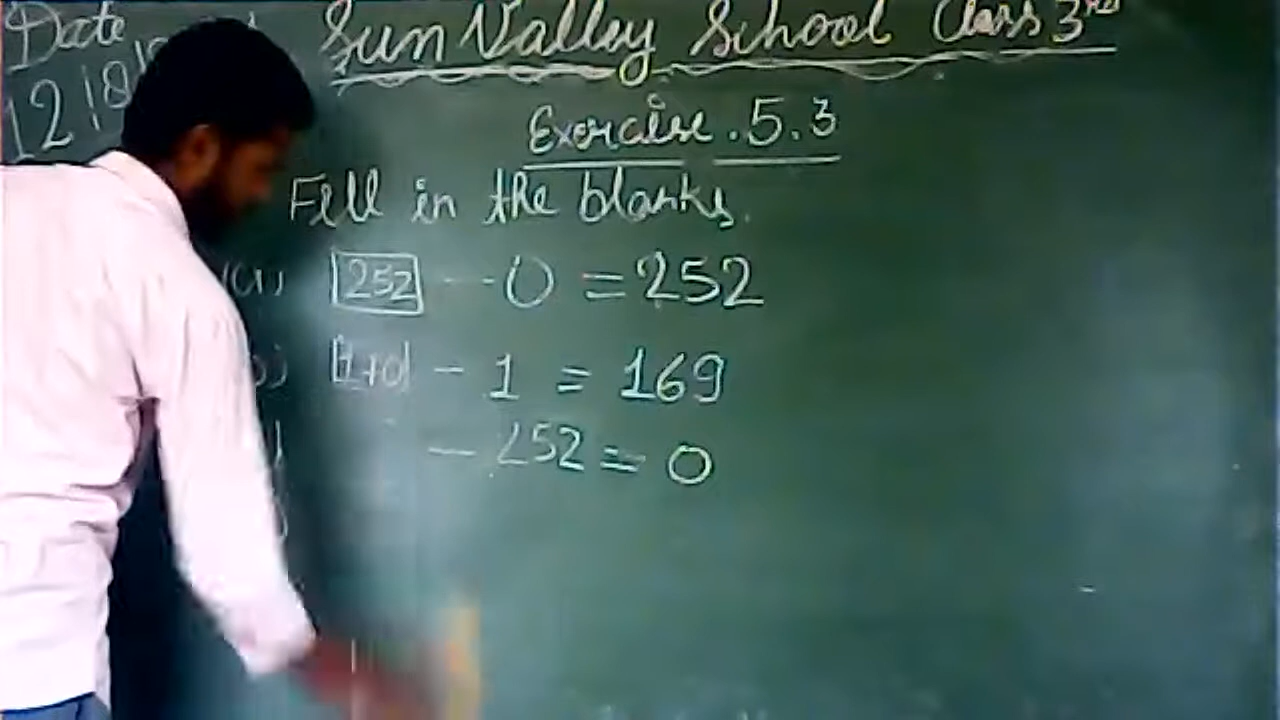 Date
Sun Valley School Class 3rd
12/8/
Exercise. 5.3
Fill in the blanks.
(a) 252 - 0 = 252
(b) 170 - 1 = 169
- 252 = 0